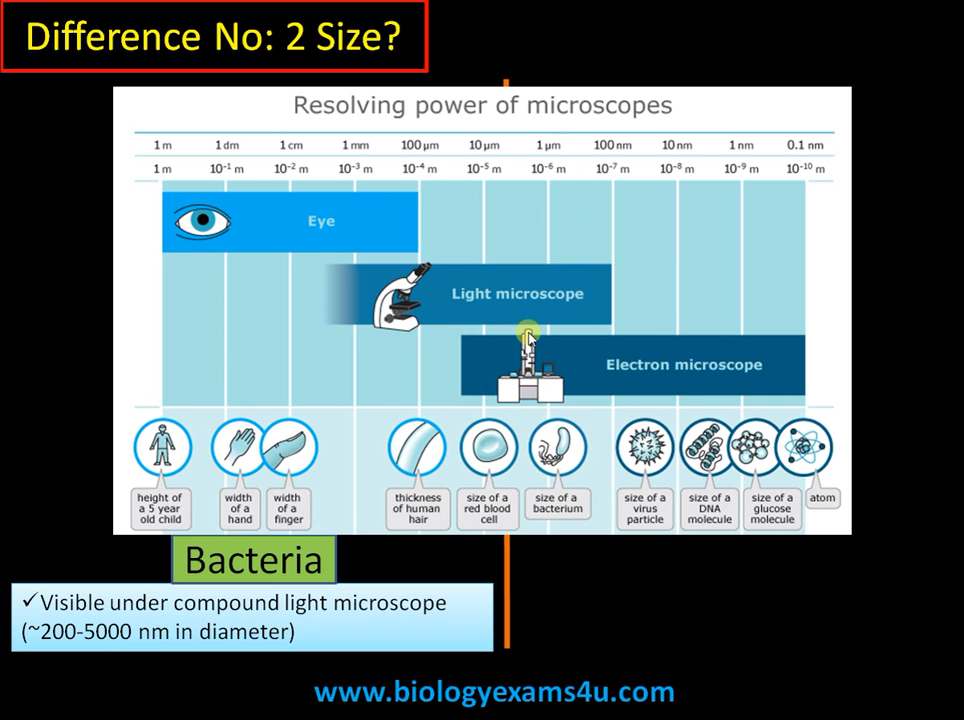 Difference No: 2 Size?
Resolving power of microscopes
1 m 1 dm 1 cm 1 mm 100 µm 10 µm 1 µm 100 nm 10 nm 1 nm 0.1 nm
1 m 10⁻¹ m 10⁻² m 10⁻³ m 10⁻⁴ m 10⁻⁵ m 10⁻⁶ m 10⁻⁷ m 10⁻⁸ m 10⁻⁹ m 10⁻¹⁰ m
Eye
Light microscope
Electron microscope
height of
a 5 year
old child
width
of a
hand
width
of a
finger
thickness
of human
hair
size of a
red blood
cell
size of a
bacterium
size of a
virus
particle
size of a
DNA
molecule
size of a
glucose
molecule
atom
Bacteria
✓Visible under compound light microscope
(~200-5000 nm in diameter)
www.biologyexams4u.com